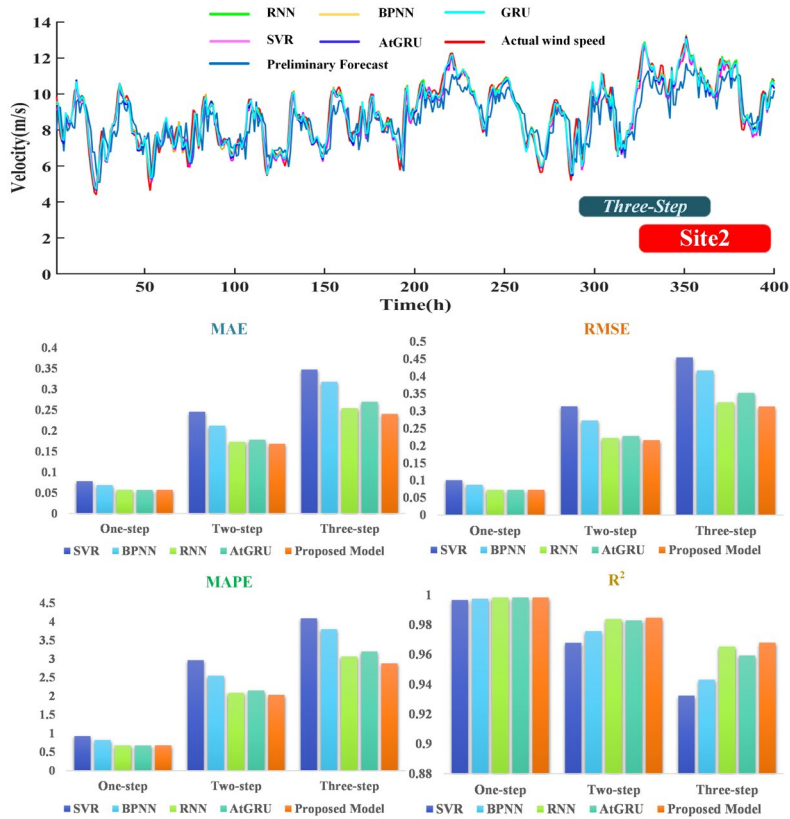 RNN BPNN GRU
SVR AtGRU Actual wind speed
Preliminary Forecast
14
12
10
8
6
4
2
0
Velocity(m/s)
Three-Step
Site2
50 100 150 200 250 300 350 400
Time(h)
MAE
0.4
0.35
0.3
0.25
0.2
0.15
0.1
0.05
0
One-step Two-step Three-step
SVR BPNN RNN AtGRU Proposed Model
RMSE
0.5
0.45
0.4
0.35
0.3
0.25
0.2
0.15
0.1
0.05
0
One-step Two-step Three-step
SVR BPNN RNN AtGRU Proposed Model
MAPE
4.5
4
3.5
3
2.5
2
1.5
1
0.5
0
One-step Two-step Three-step
SVR BPNN RNN AtGRU Proposed Model
R²
1
0.98
0.96
0.94
0.92
0.9
0.88
One-step Two-step Three-step
SVR BPNN RNN AtGRU Proposed Model